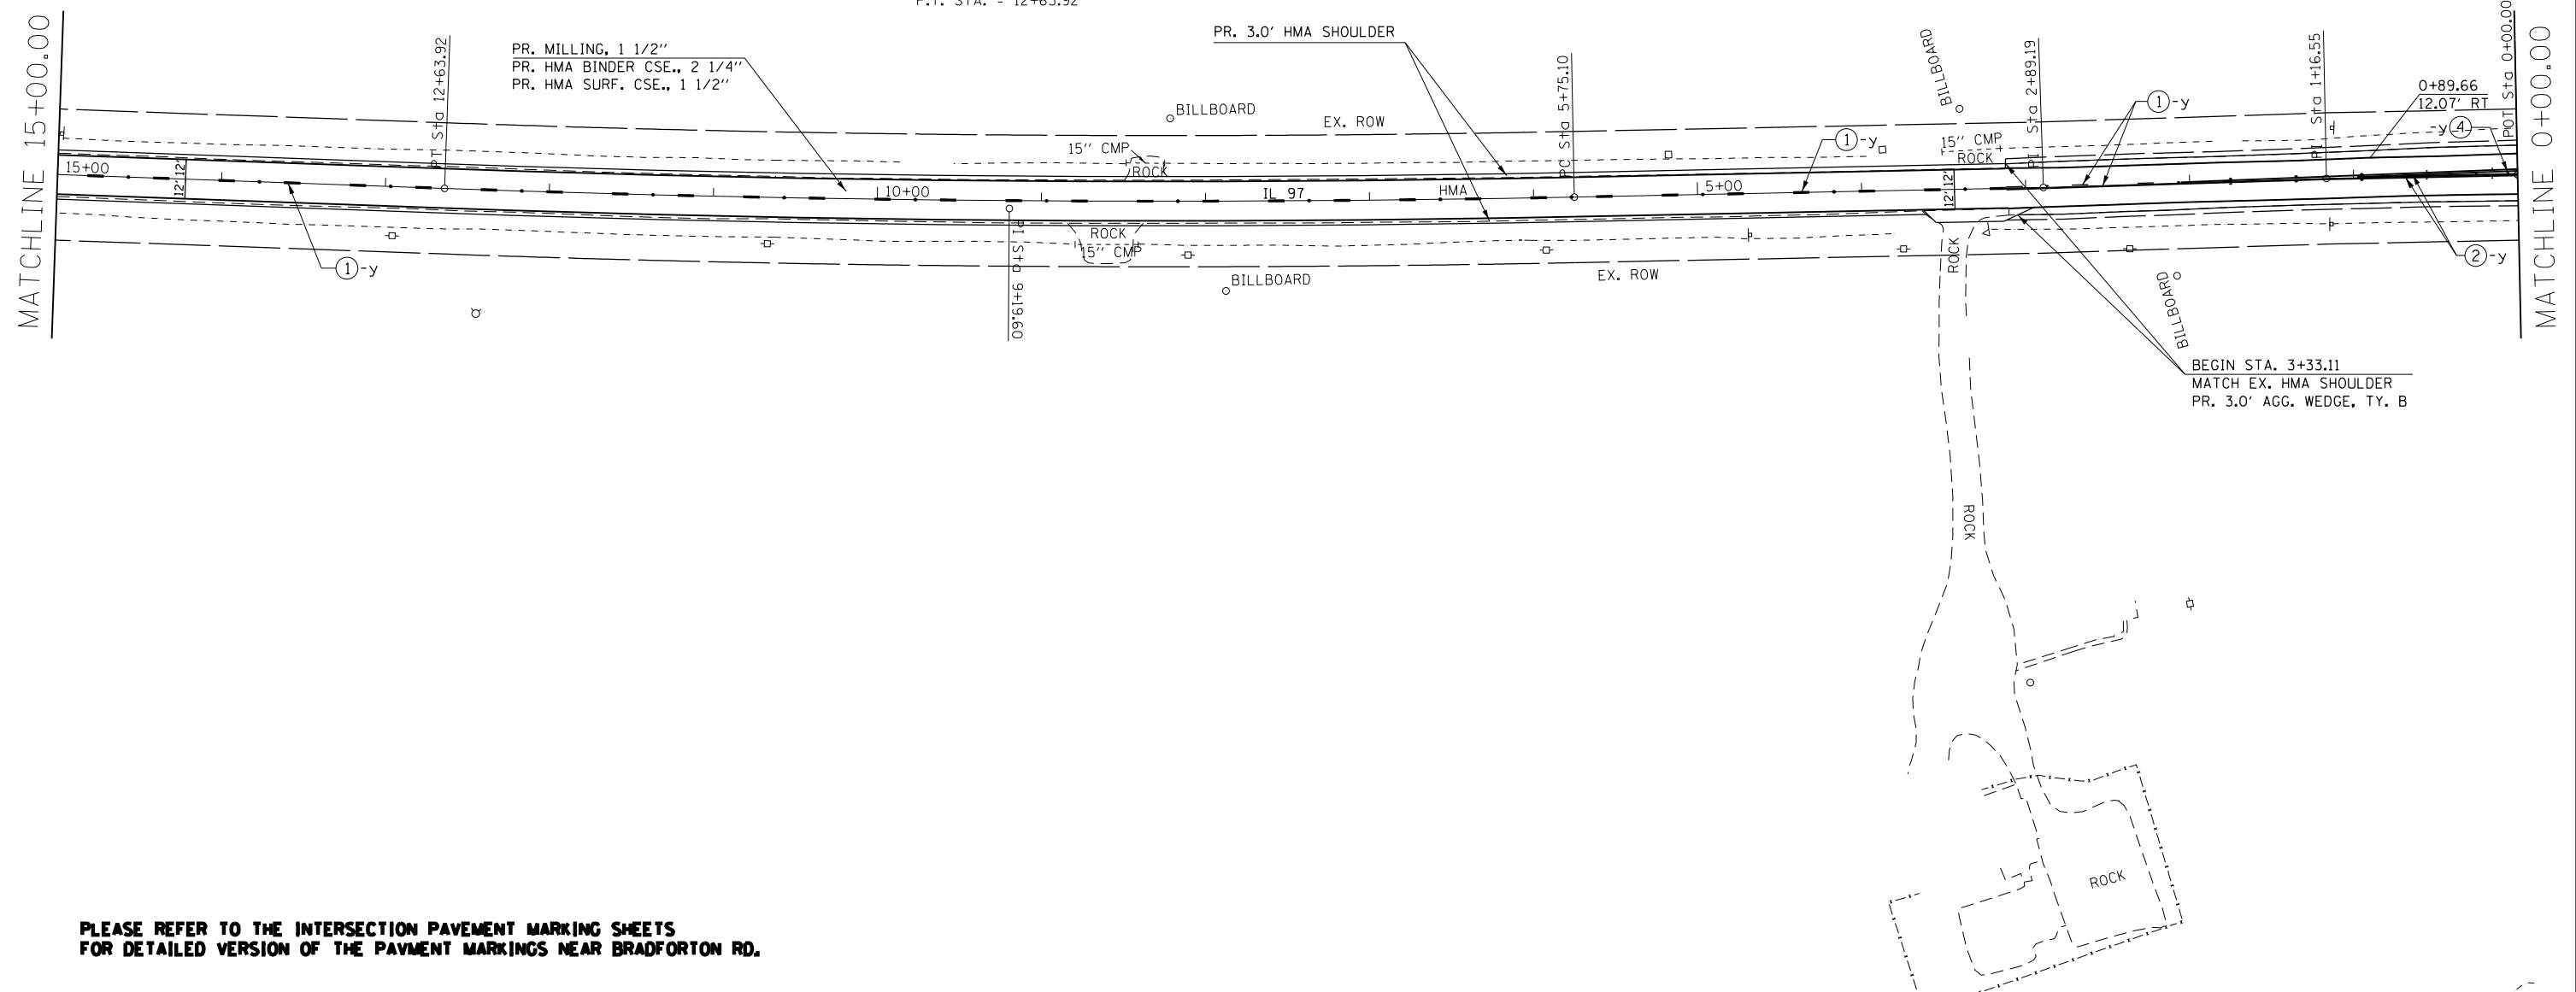 P.T. STA. = 12+63.92
MATCHLINE 15+00.00
PR. MILLING, 1 1/2"
PR. HMA BINDER CSE., 2 1/4"
PR. HMA SURF. CSE., 1 1/2"
PT Sta 12+63.92
PR. 3.0' HMA SHOULDER
BILLBOARD
EX. ROW
15" CMP
ROCK
PC Sta 5+75.10
BILLBOARD
PI Sta 2+89.19
1-y
1-y
15" CMP
ROCK
PI Sta 1+16.55
0+89.66
12.07' RT
-y 4
POT Sta 0+00.00
MATCHLINE 0+00.00
15+00
12' 12'
10+00
IL 97
HMA
5+00
12' 12'
1-y
PI Sta 9+19.60
ROCK
15" CMP
BILLBOARD
EX. ROW
ROCK
2-y
BILLBOARD
BEGIN STA. 3+33.11
MATCH EX. HMA SHOULDER
PR. 3.0' AGG. WEDGE, TY. B
ROCK
ROCK
PLEASE REFER TO THE INTERSECTION PAVEMENT MARKING SHEETS
FOR DETAILED VERSION OF THE PAVMENT MARKINGS NEAR BRADFORTON RD.